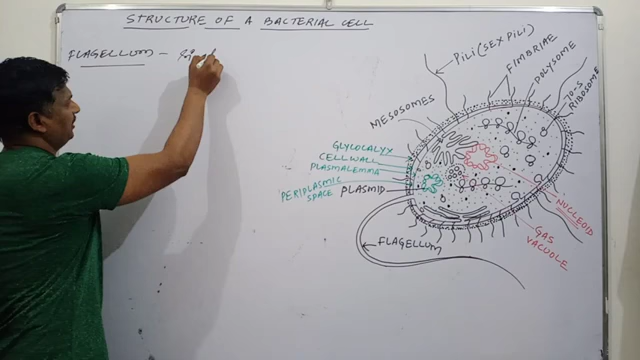 STRUCTURE OF A BACTERIAL CELL
FLAGELLUM –
PILI (SEX PILI)
FIMBRIAE
POLYSOME
70-S
RIBOSOME
MESOSOMES
GLYLOCALYX
CELL WALL
PLASMALEMMA
PERIPLASMIC
SPACE
PLASMID
NUCLEOID
GAS
VACUOLE
FLAGELLUM